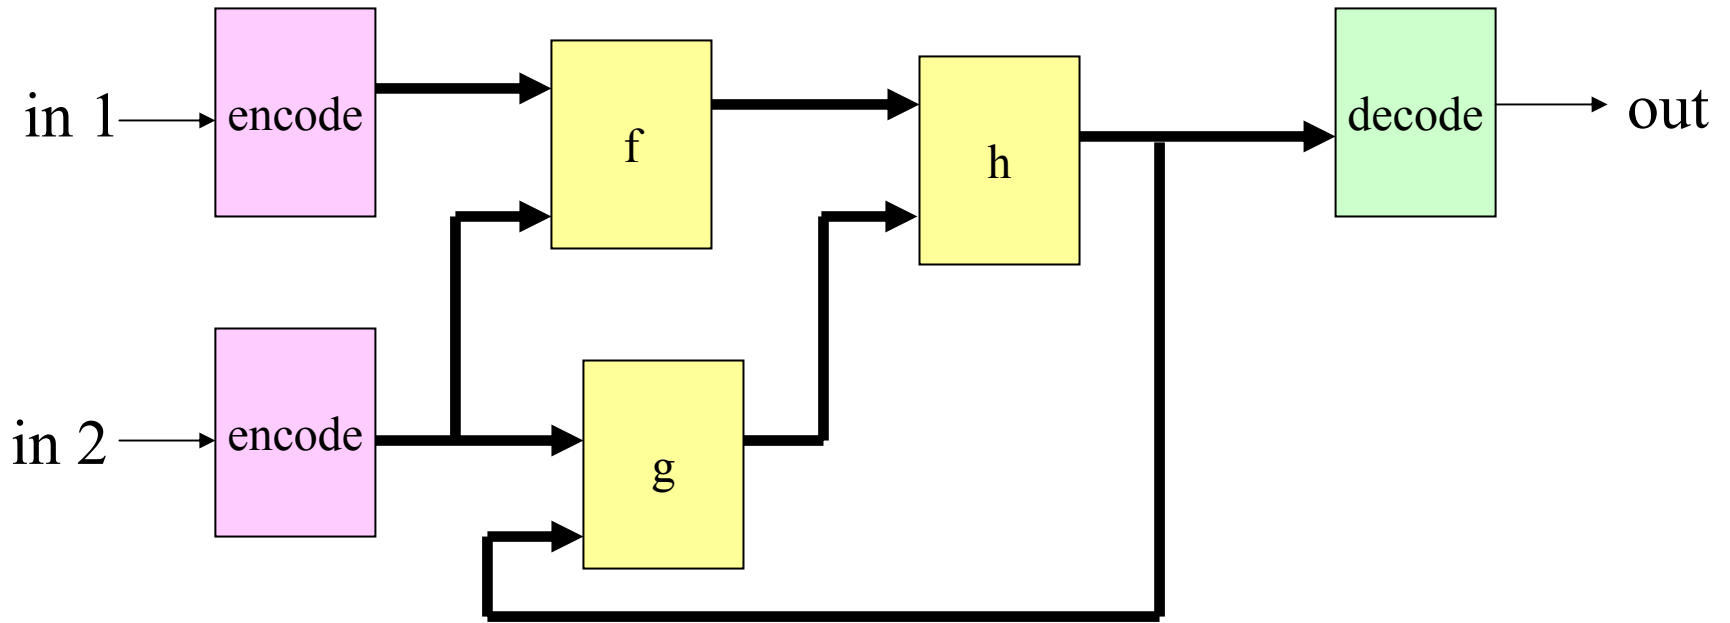 in 1
encode
f
h
decode
out
in 2
encode
g